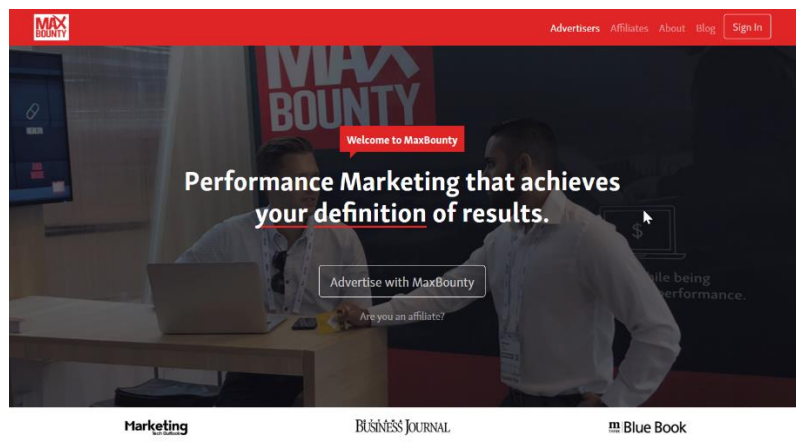 MAX
BOUNTY
Advertisers Affiliates About Blog Sign In
MAX
BOUNTY
Welcome to MaxBounty
Performance Marketing that achieves
your definition of results.
$
ile being
erformance.
Advertise with MaxBounty
Are you an affiliate?
Marketing
BUSINESS JOURNAL
m Blue Book